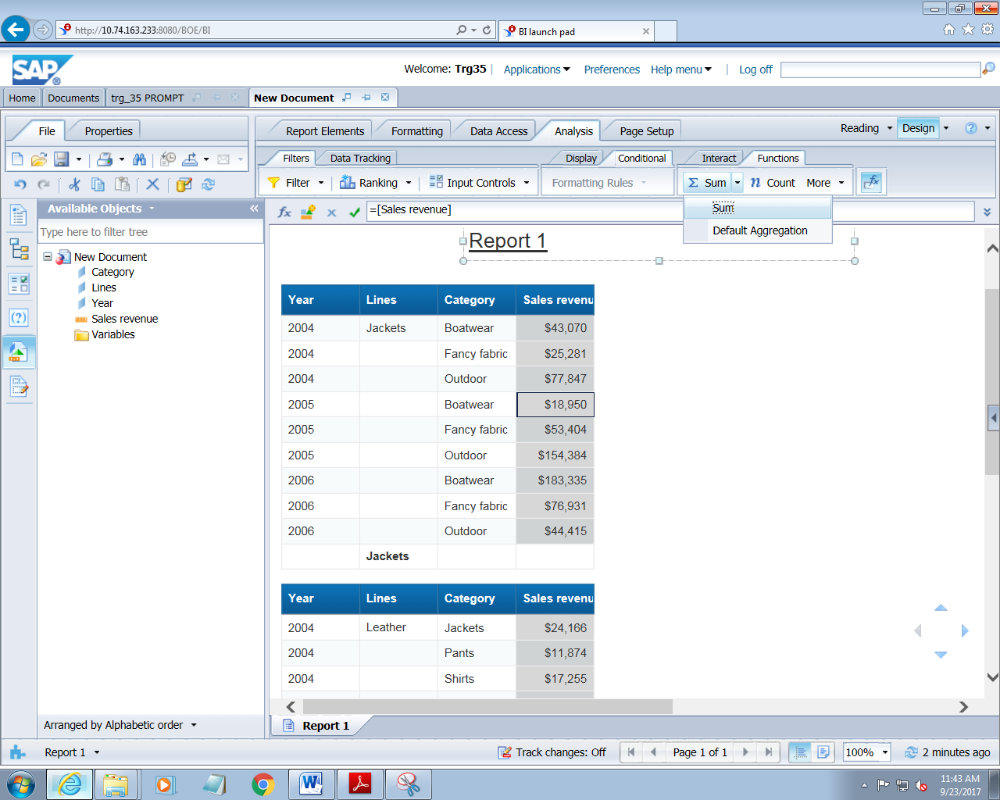 http://10.74.163.233:8080/BOE/BI
BI launch pad
SAP
Welcome: Trg35
Applications
Preferences
Help menu
Log off
Home
Documents
trg_35 PROMPT
New Document
File
Properties
Report Elements
Formatting
Data Access
Analysis
Page Setup
Reading
Design
Filters
Data Tracking
Display
Conditional
Interact
Functions
Filter
Ranking
Input Controls
Formatting Rules
Σ Sum
n Count
More
Sum
Default Aggregation
Available Objects
fx
=[Sales revenue]
Type here to filter tree
New Document
Category
Lines
Year
Sales revenue
Variables
Report 1
Year Lines Category Sales revenu
2004 Jackets Boatwear $43,070
2004 Fancy fabric $25,281
2004 Outdoor $77,847
2005 Boatwear $18,950
2005 Fancy fabric $53,404
2005 Outdoor $154,384
2006 Boatwear $183,335
2006 Fancy fabric $76,931
2006 Outdoor $44,415
Jackets
Year Lines Category Sales revenu
2004 Leather Jackets $24,166
2004 Pants $11,874
2004 Shirts $17,255
Arranged by Alphabetic order
Report 1
Report 1
Track changes: Off
Page 1 of 1
100%
2 minutes ago
11:43 AM
9/23/2017